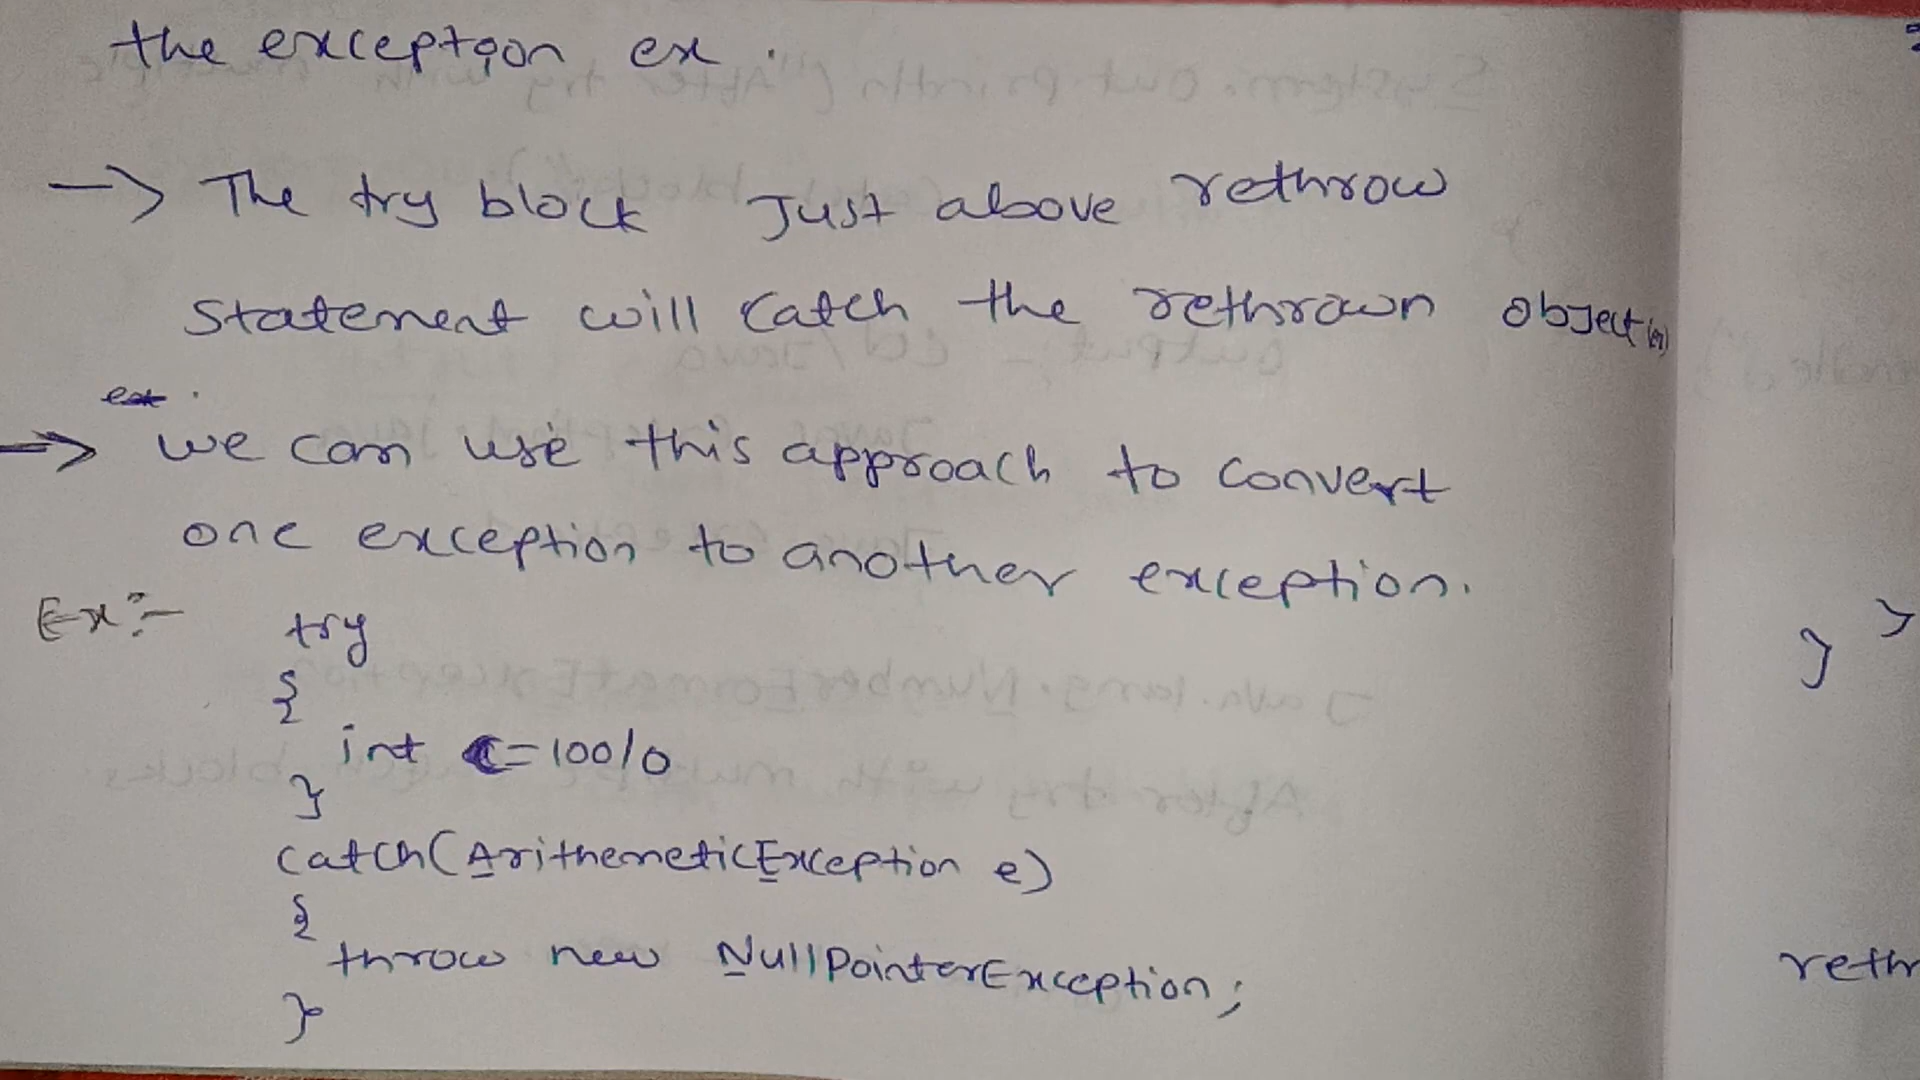 the exception ex.
-> The try block Just above rethrow
Statement will catch the rethrown object
-> we can use this approach to convert
one exception to another exception.
Ex:-
try
{
int c=100/0
}
catch(ArithemeticException e)
{
throw new NullPointerException;
}
}
}
reth